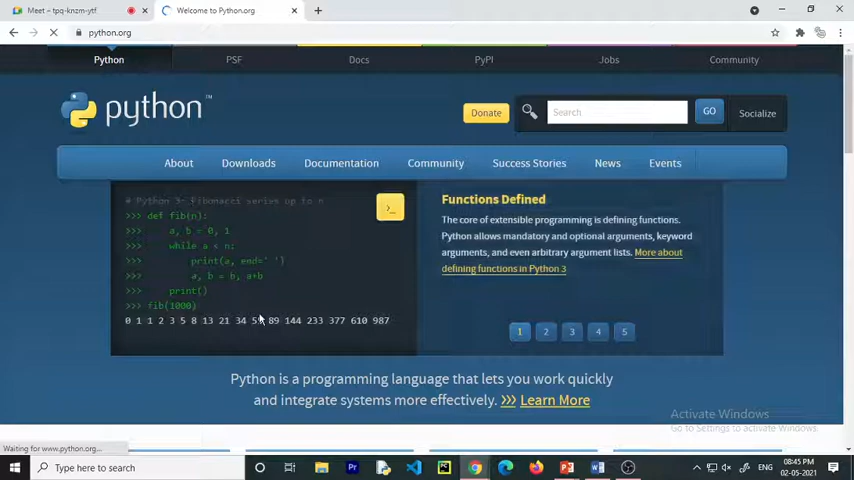 Meet – tpq-knzm-ytf
Welcome to Python.org
python.org
Python
PSF
Docs
PyPI
Jobs
Community
python™
Donate
Search
GO
Socialize
About
Downloads
Documentation
Community
Success Stories
News
Events
# Python 3: Fibonacci series up to n
>>> def fib(n):
>>> a, b = 0, 1
>>> while a < n:
>>> print(a, end=' ')
>>> a, b = b, a+b
>>> print()
>>> fib(1000)
0 1 1 2 3 5 8 13 21 34 55 89 144 233 377 610 987
>_
Functions Defined
The core of extensible programming is defining functions.
Python allows mandatory and optional arguments, keyword
arguments, and even arbitrary argument lists. More about
defining functions in Python 3
1
2
3
4
5
Python is a programming language that lets you work quickly
and integrate systems more effectively. >>> Learn More
Activate Windows
Go to Settings to activate Windows.
Waiting for www.python.org...
Type here to search
Pr
PC
ENG
08:45 PM
02-05-2021